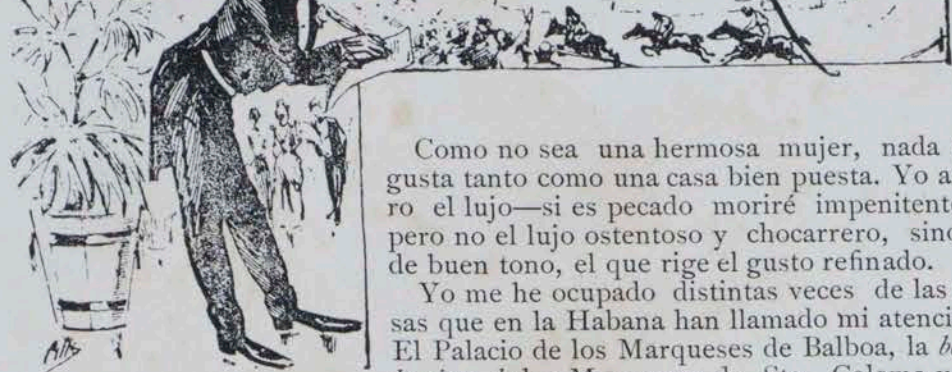 Como no sea una hermosa mujer, nada
gusta tanto como una casa bien puesta. Yo a
ro el lujo—si es pecado moriré impenitente
pero no el lujo ostentoso y chocarrero, sino
de buen tono, el que rige el gusto refinado.
Yo me he ocupado distintas veces de las
sas que en la Habana han llamado mi atenci
El Palacio de los Marqueses de Balboa, la b